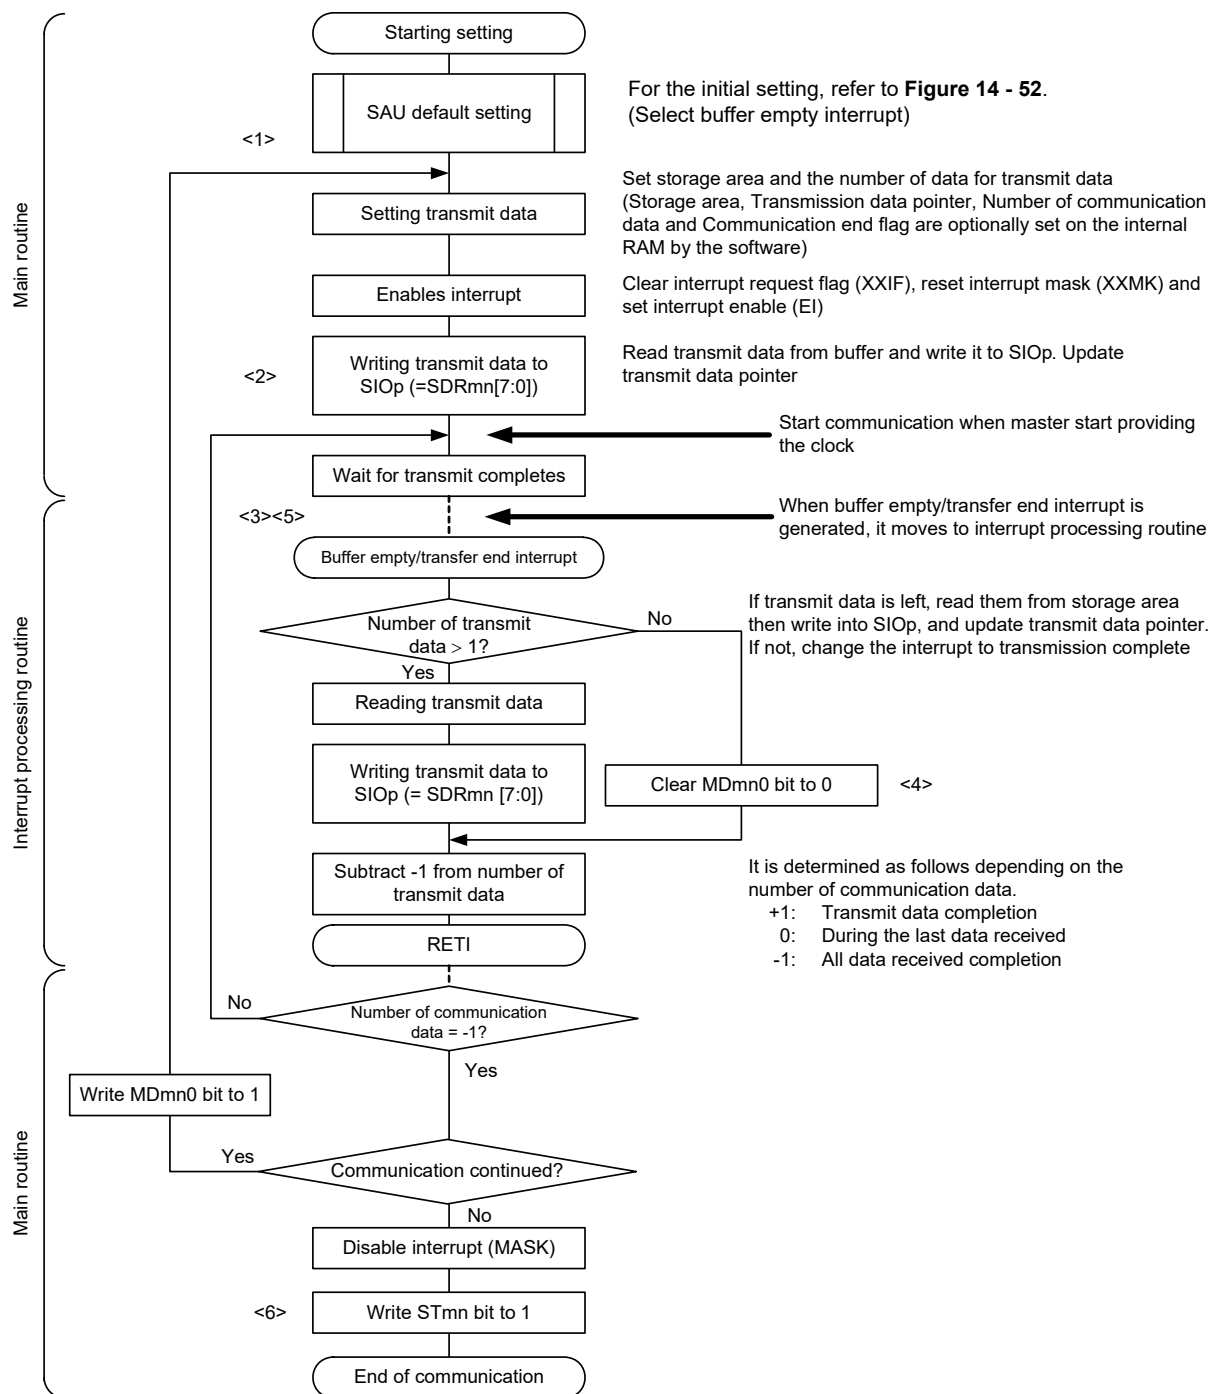 Starting setting
SAU default setting
For the initial setting, refer to Figure 14 - 52.
(Select buffer empty interrupt)
<1>
Setting transmit data
Set storage area and the number of data for transmit data
(Storage area, Transmission data pointer, Number of communication
data and Communication end flag are optionally set on the internal
RAM by the software)
Main routine
Enables interrupt
Clear interrupt request flag (XXIF), reset interrupt mask (XXMK) and
set interrupt enable (EI)
<2>
Writing transmit data to
SIOp (=SDRmn[7:0])
Read transmit data from buffer and write it to SIOp. Update
transmit data pointer
Start communication when master start providing
the clock
Wait for transmit completes
<3><5>
When buffer empty/transfer end interrupt is
generated, it moves to interrupt processing routine
Buffer empty/transfer end interrupt
Number of transmit
data > 1?
No
Yes
If transmit data is left, read them from storage area
then write into SIOp, and update transmit data pointer.
If not, change the interrupt to transmission complete
Interrupt processing routine
Reading transmit data
Writing transmit data to
SIOp (= SDRmn [7:0])
Clear MDmn0 bit to 0
<4>
Subtract -1 from number of
transmit data
It is determined as follows depending on the
number of communication data.
+1: Transmit data completion
0: During the last data received
-1: All data received completion
RETI
No
Number of communication
data = -1?
Yes
Write MDmn0 bit to 1
Main routine
Yes
Communication continued?
No
Disable interrupt (MASK)
<6>
Write STmn bit to 1
End of communication